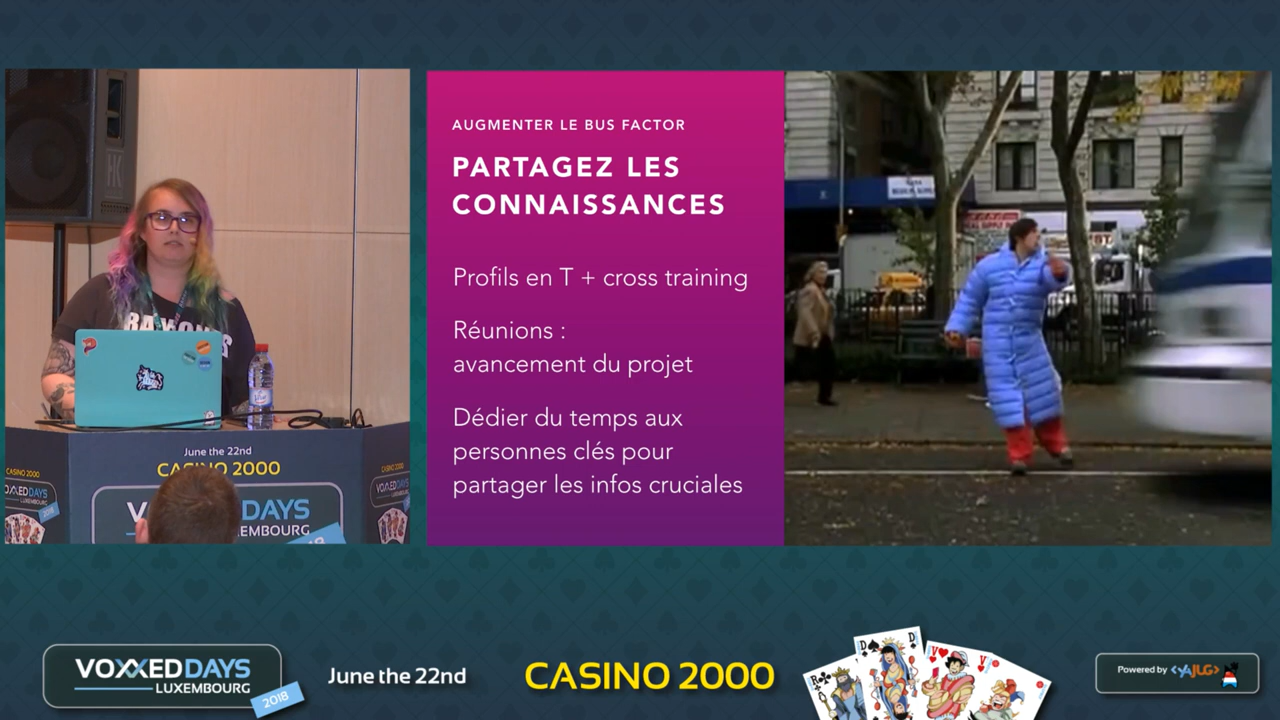 AUGMENTER LE BUS FACTOR
PARTAGEZ LES
CONNAISSANCES
Profils en T + cross training
Réunions :
avancement du projet
Dédier du temps aux
personnes clés pour
partager les infos cruciales
June the 22nd
CASINO 2000
DAYS
CASINO 2000
VOXXED DAYS
LUXEMBOURG
2018
June the 22nd
CASINO 2000
R
D
D
V
V
Powered by <YAJUG>